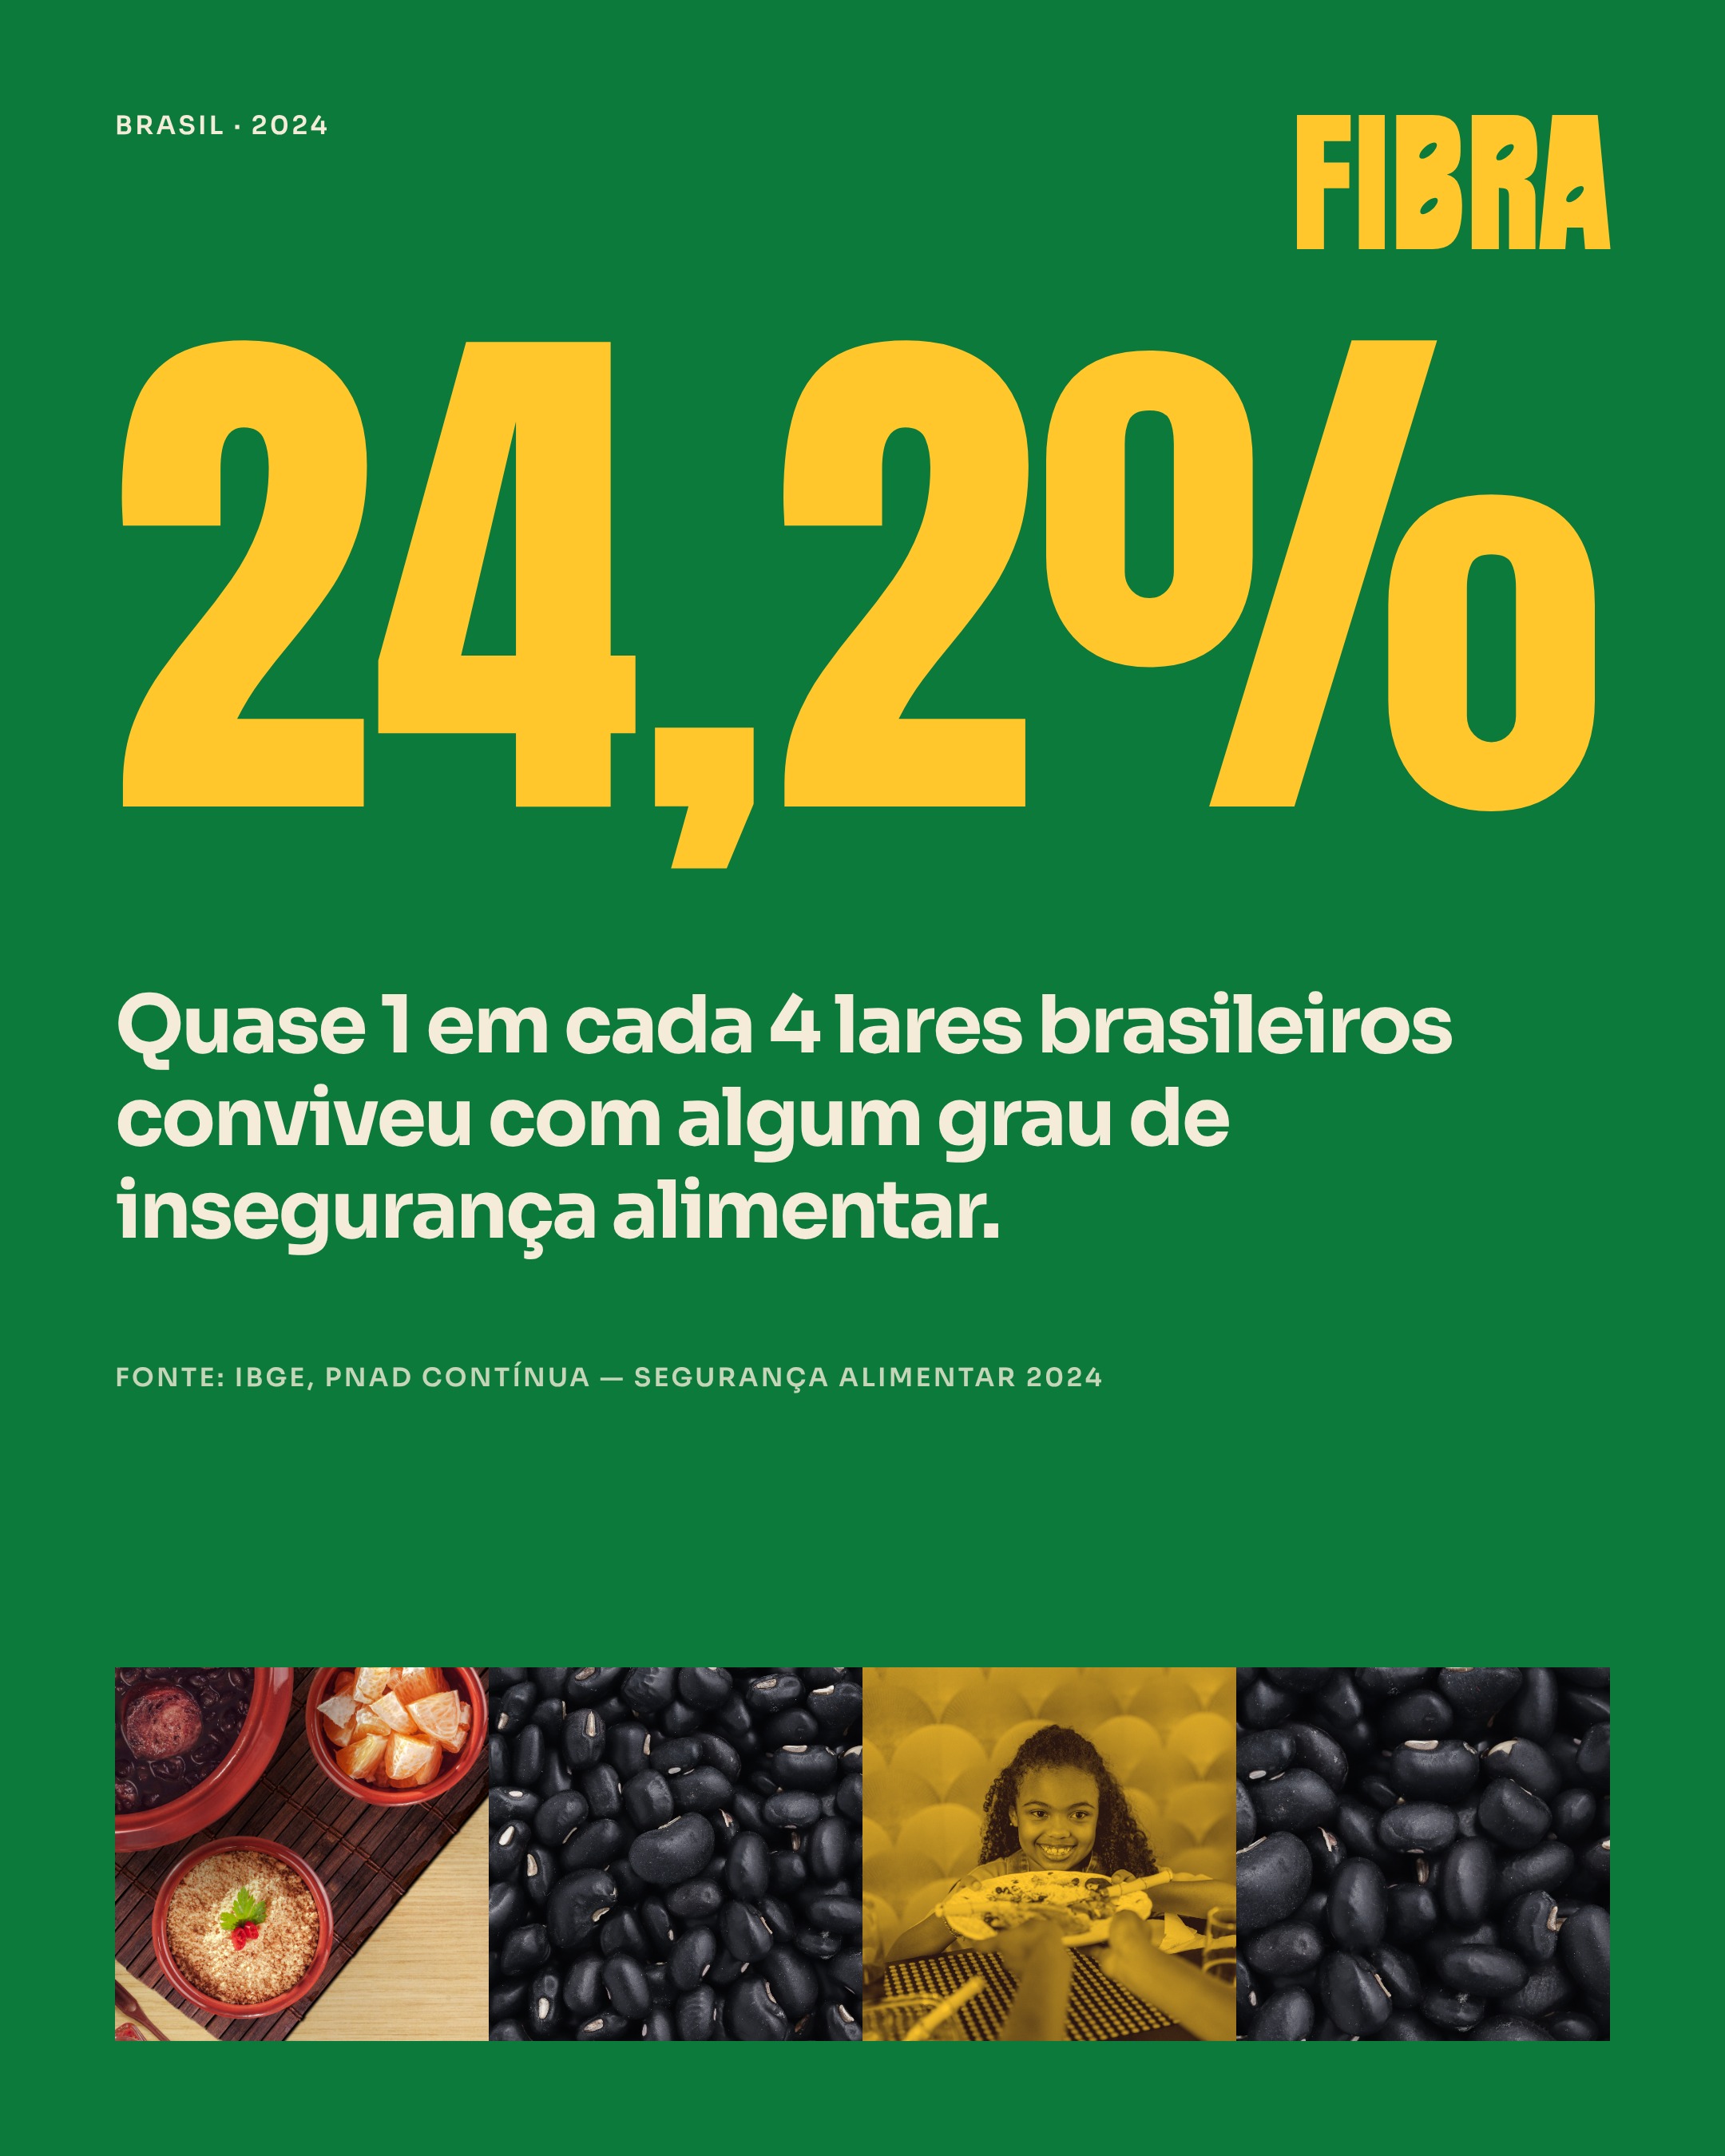 BRASIL · 2024
FIBRA
24,2%
Quase 1 em cada 4 lares brasileiros
conviveu com algum grau de
insegurança alimentar.
FONTE: IBGE, PNAD CONTÍNUA — SEGURANÇA ALIMENTAR 2024